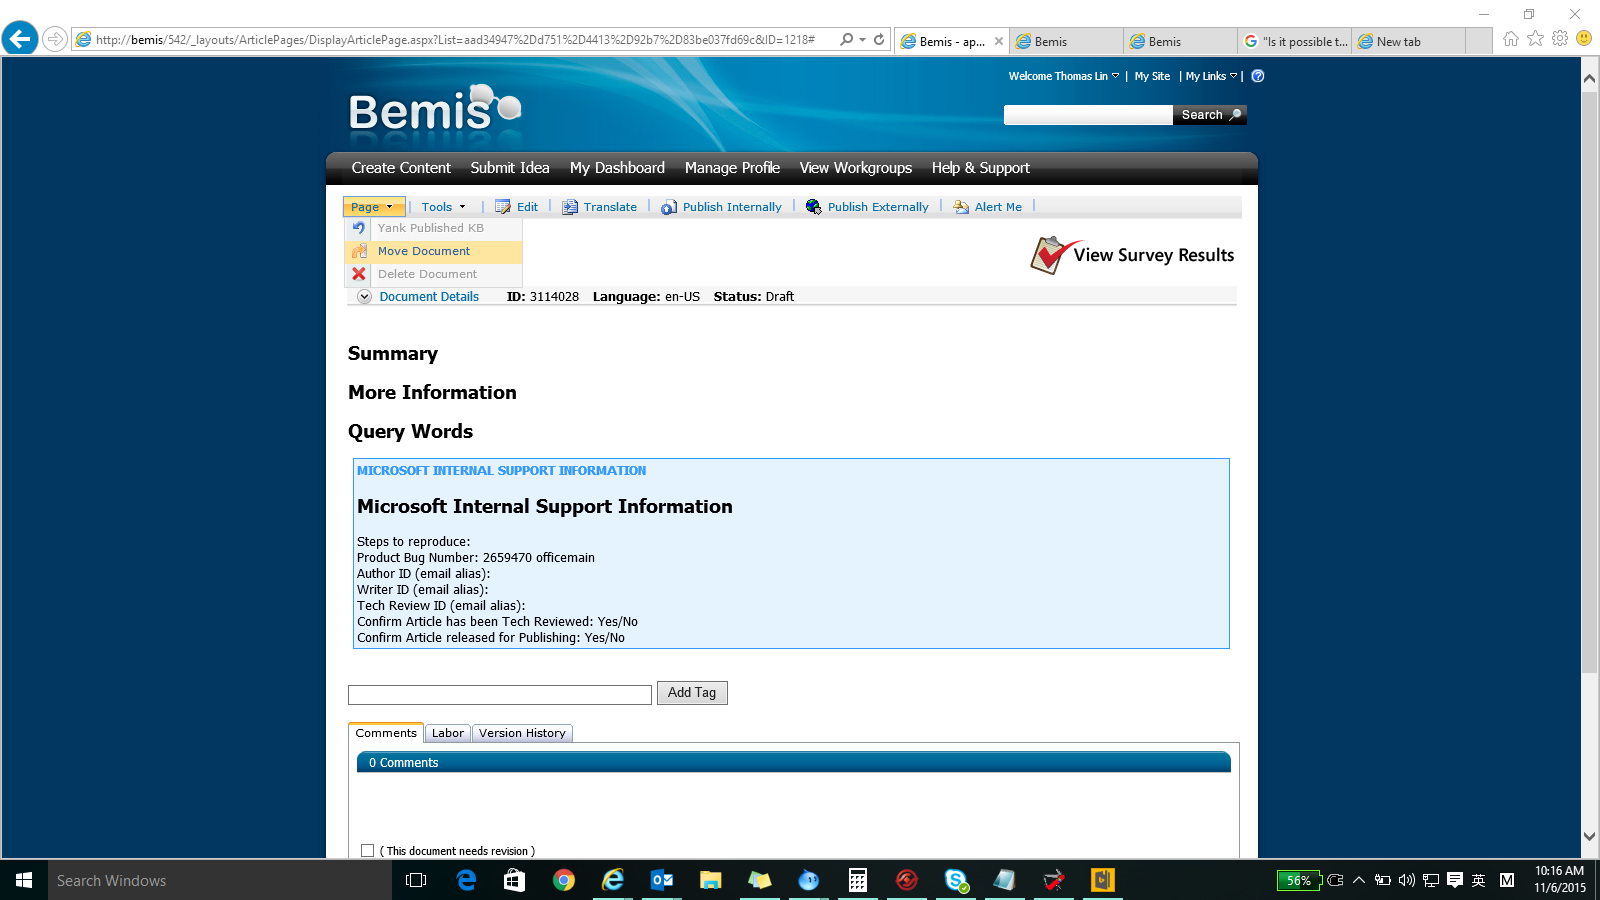 http://bemis/542/_layouts/ArticlePages/DisplayArticlePage.aspx?List=aad34947%2Dd751%2D4413%2D92b7%2D83be037fd69c&ID=1218#
Bemis - ap...
Bemis
Bemis
"Is it possible t...
New tab
Welcome Thomas Lin | My Site | My Links |
Bemis
Search
Create Content Submit Idea My Dashboard Manage Profile View Workgroups Help & Support
Page Tools Edit Translate Publish Internally Publish Externally Alert Me
Yank Published KB
Move Document
Delete Document
View Survey Results
Document Details ID: 3114028 Language: en-US Status: Draft
Summary
More Information
Query Words
MICROSOFT INTERNAL SUPPORT INFORMATION
Microsoft Internal Support Information
Steps to reproduce:
Product Bug Number: 2659470 officemain
Author ID (email alias):
Writer ID (email alias):
Tech Review ID (email alias):
Confirm Article has been Tech Reviewed: Yes/No
Confirm Article released for Publishing: Yes/No
Add Tag
Comments Labor Version History
0 Comments
( This document needs revision )
Search Windows
56%
英
M
10:16 AM
11/6/2015